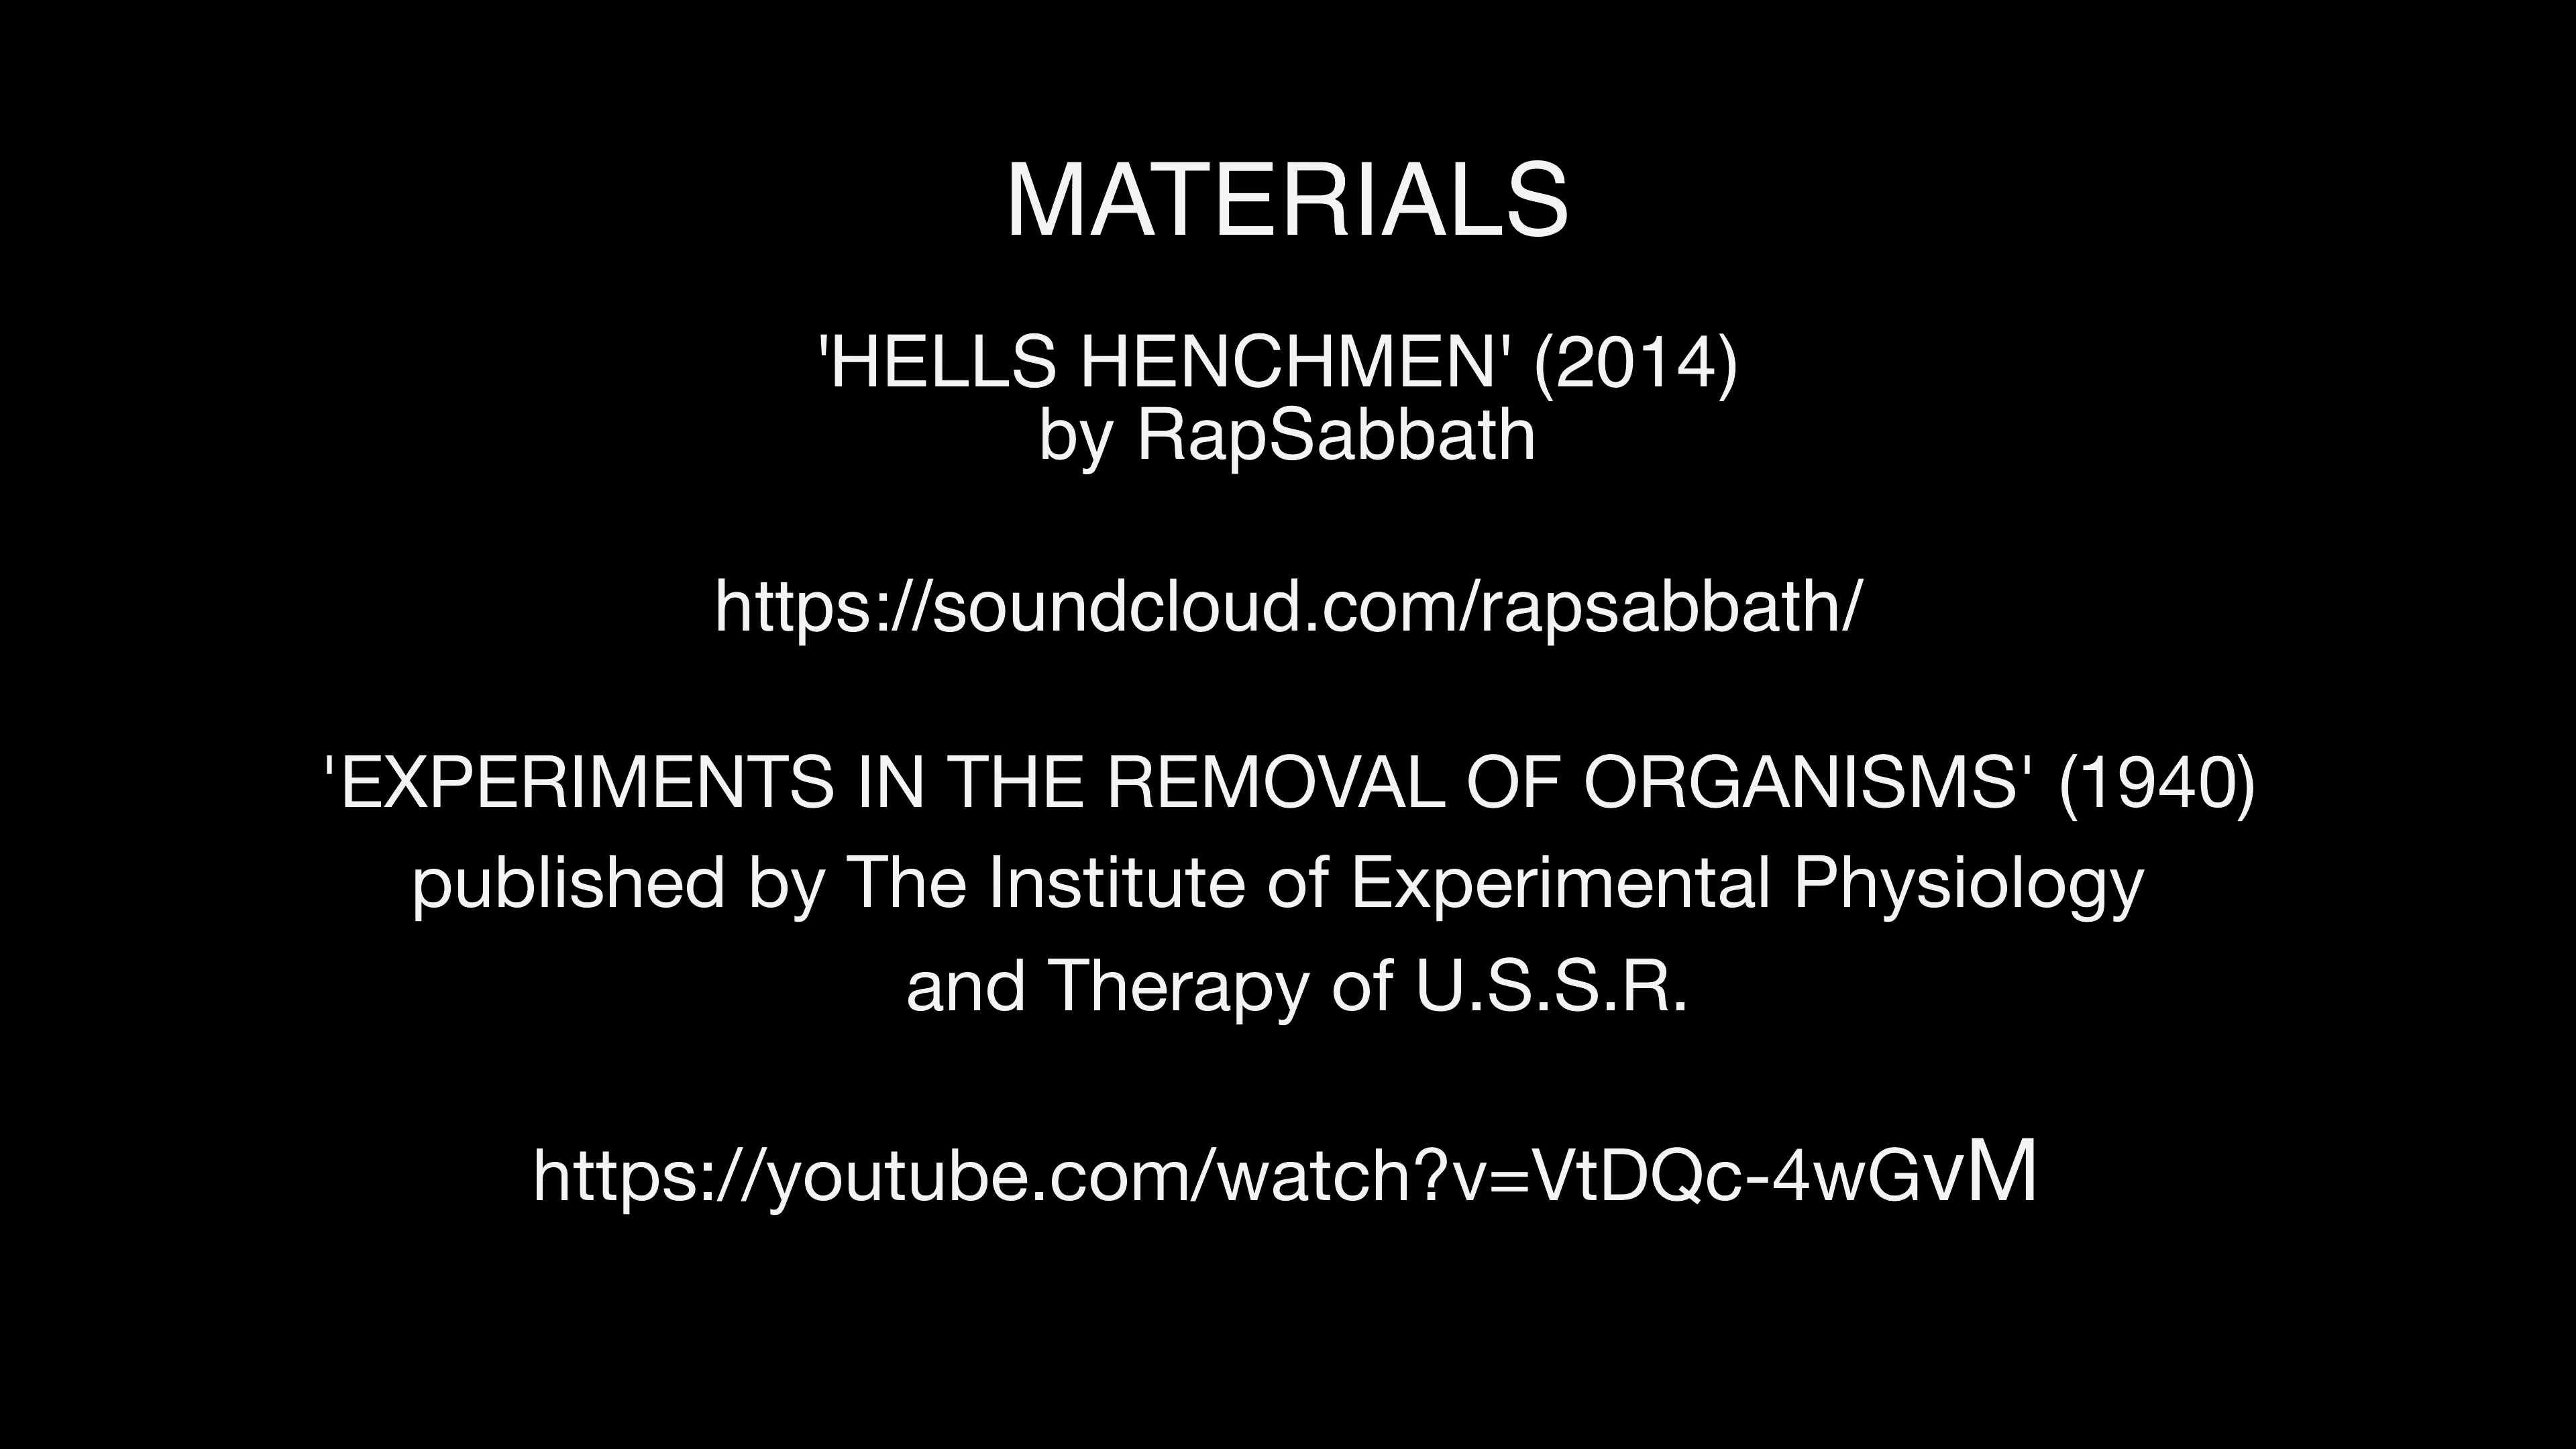 MATERIALS
'HELLS HENCHMEN' (2014)
by RapSabbath
https://soundcloud.com/rapsabbath/
'EXPERIMENTS IN THE REMOVAL OF ORGANISMS' (1940)
published by The Institute of Experimental Physiology
and Therapy of U.S.S.R.
https://youtube.com/watch?v=VtDQc-4wGvM